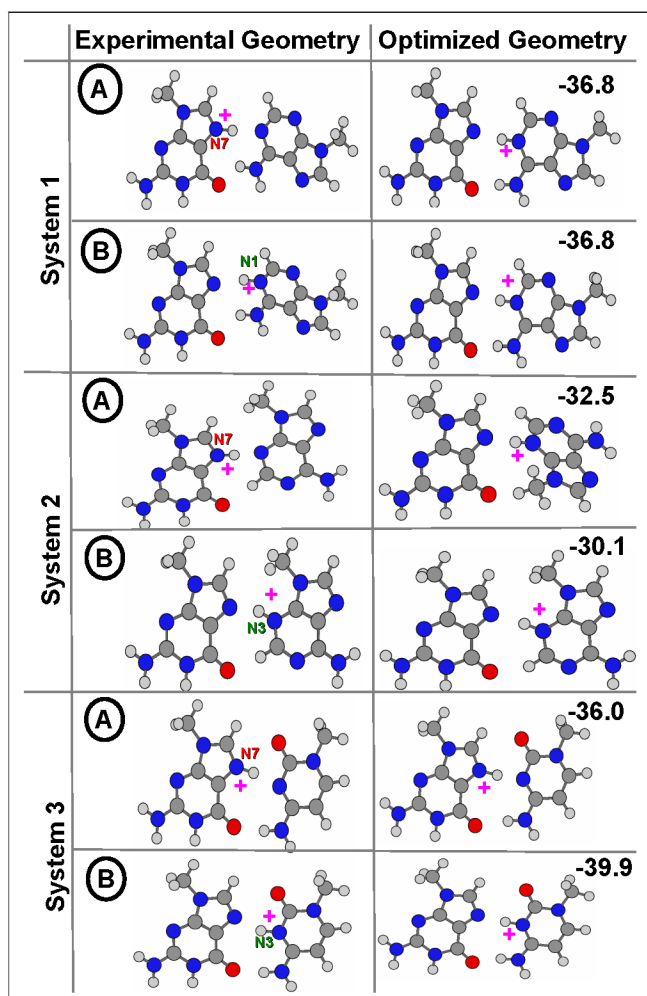 Experimental Geometry
Optimized Geometry
System 1
A
+
N7
-36.8
+
B
N1
+
-36.8
+
System 2
A
N7
+
-32.5
+
B
+
N3
-30.1
+
System 3
A
N7
+
-36.0
+
B
+
N3
-39.9
+